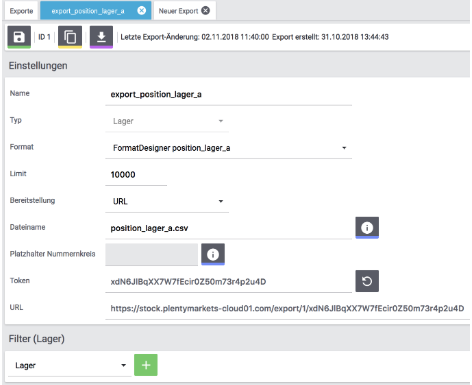 Exporte export_position_lager_a Neuer Export
ID 1 Letzte Export-Änderung: 02.11.2018 11:40:00 Export erstellt: 31.10.2018 13:44:43
Einstellungen
Name export_position_lager_a
Typ Lager
Format FormatDesigner position_lager_a
Limit 10000
Bereitstellung URL
Dateiname position_lager_a.csv
Platzhalter Nummernkreis
Token xdN6JlBqXX7W7fEcir0Z50m73r4p2u4D
URL https://stock.plentymarkets-cloud01.com/export/1/xdN6JlBqXX7W7fEcir0Z50m73r4p2u4D
Filter (Lager)
Lager